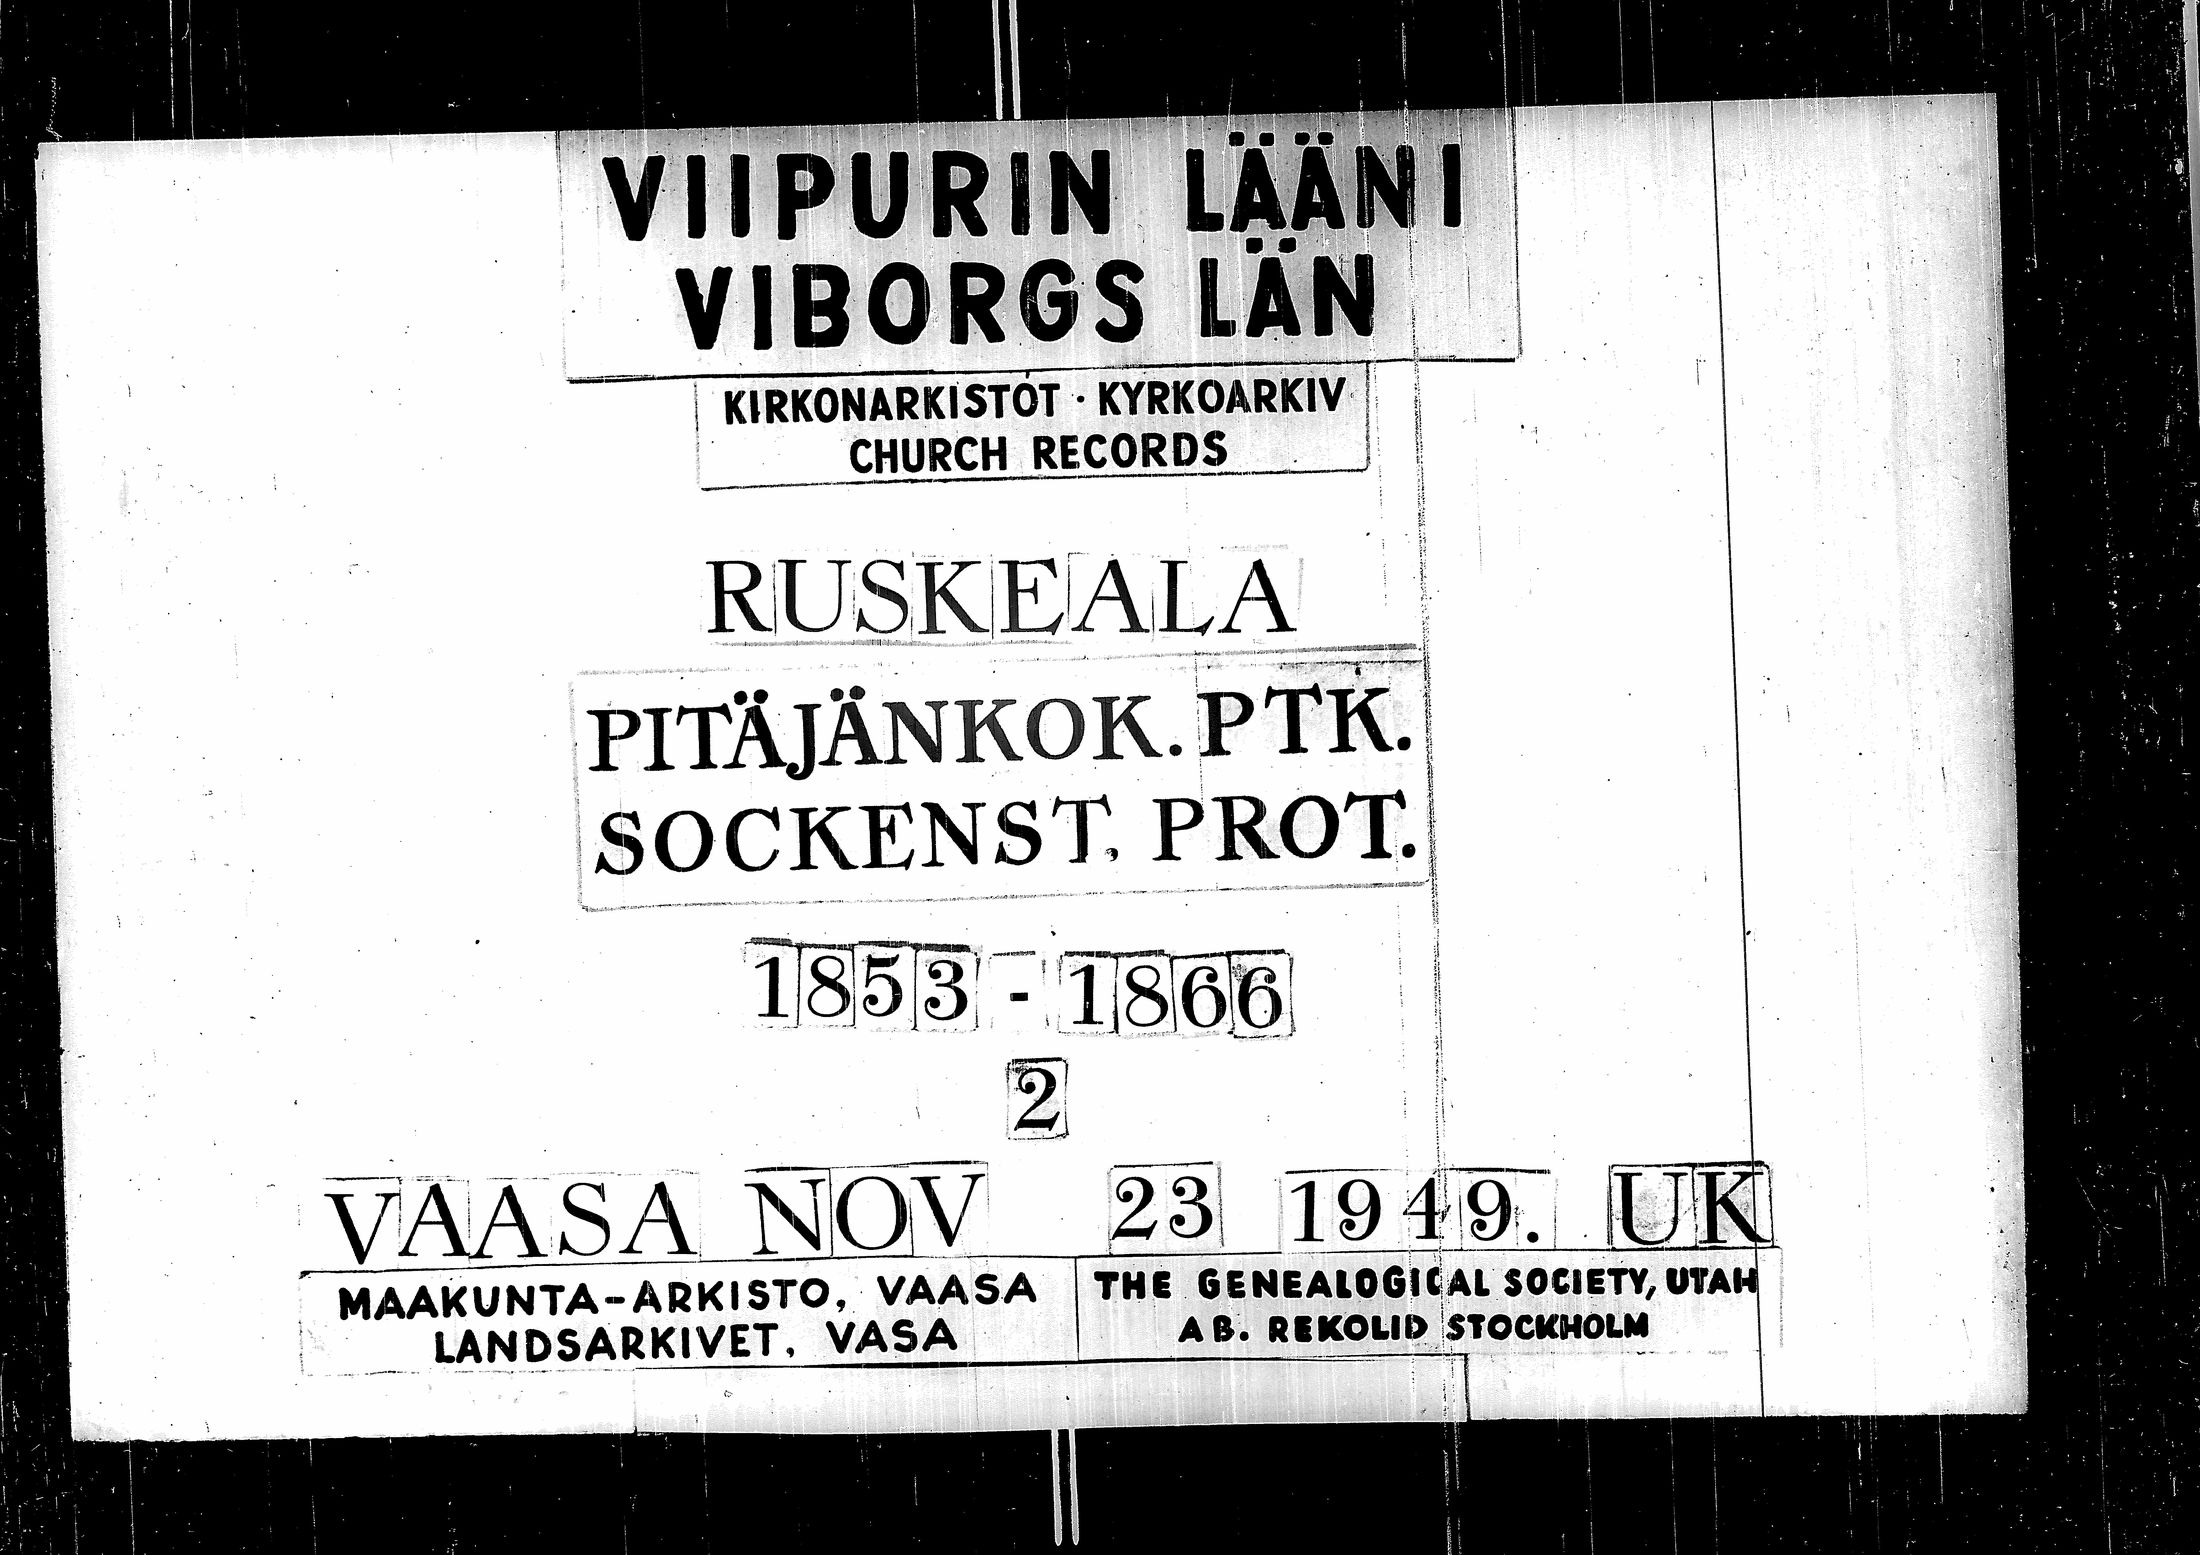 VIIPURIN LÄÄNI
VIBORGS LÄN
KIRKONARKISTOT · KYRKOARKIV
CHURCH RECORDS
RUSKEALA
PITÄJÄNKOK. PTK.
SOCKENST. PROT.
1853 - 1866
2
VAASA NOV 23 1949. UK
MAAKUNTA-ARKISTO, VAASA
LANDSARKIVET, VASA
THE GENEALOGICAL SOCIETY, UTAH
AB. REKOLID STOCKHOLM